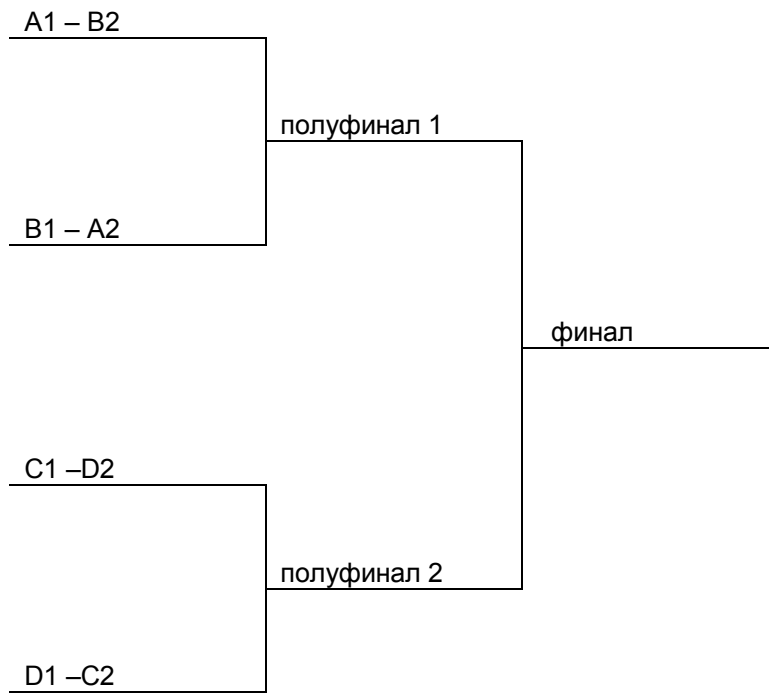 A1 – B2
полуфинал 1
B1 – A2
финал
C1 –D2
полуфинал 2
D1 –C2